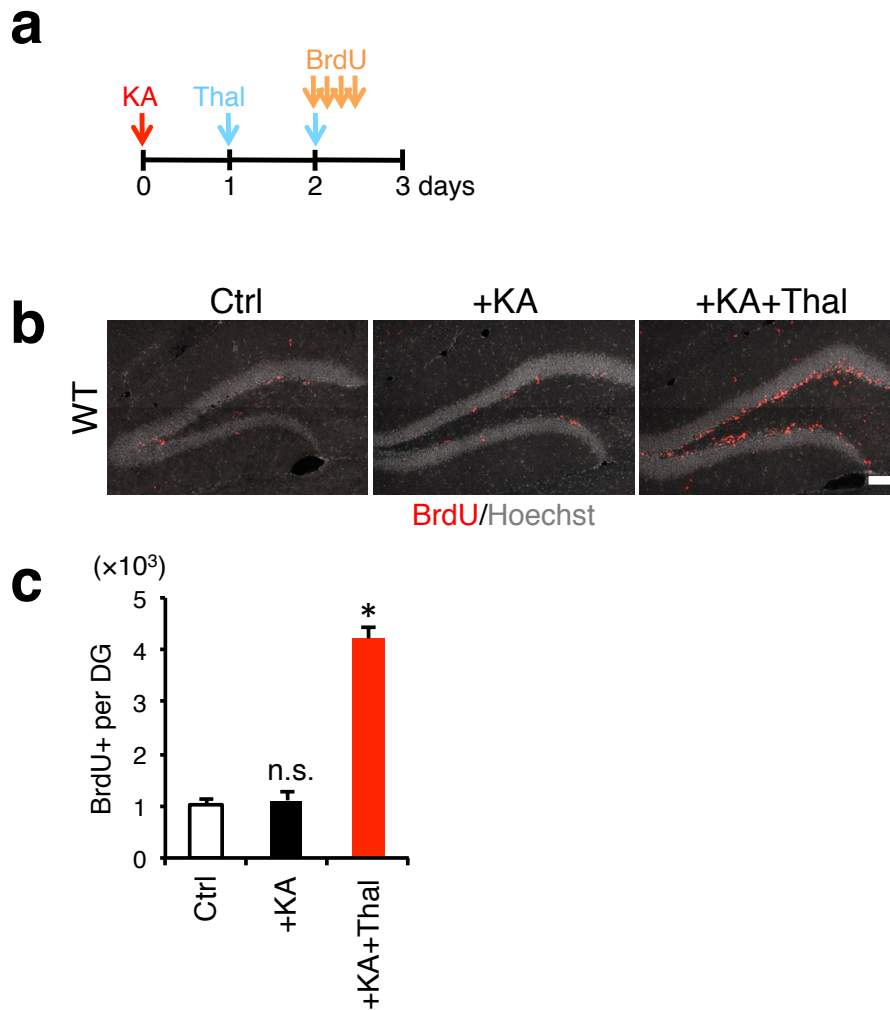 a
BrdU
KA Thal
0 1 2 3 days
b
Ctrl +KA +KA+Thal
WT
BrdU/Hoechst
c
(×10³)
BrdU+ per DG
5
4
3
2
1
0
n.s.
*
Ctrl
+KA
+KA+Thal